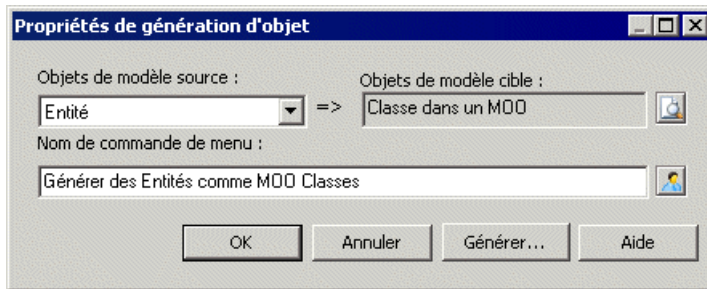 Propriétés de génération d'objet
Objets de modèle source :
Objets de modèle cible :
Entité
=>
Classe dans un MOO
Nom de commande de menu :
Générer des Entités comme MOO Classes
OK
Annuler
Générer...
Aide